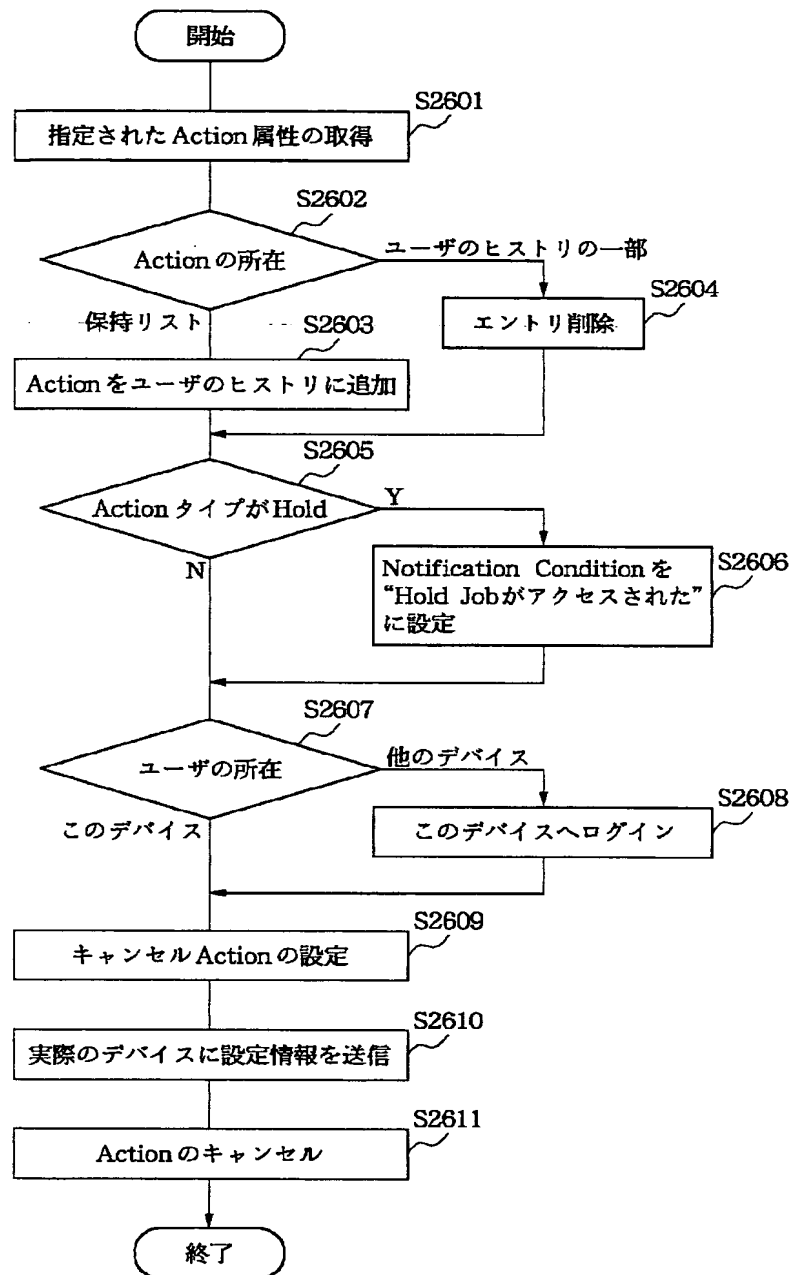 開始
S2601
指定されたAction属性の取得
S2602
Actionの所在
ユーザのヒストリの一部
S2604
エントリ削除
保持リスト
S2603
Actionをユーザのヒストリに追加
S2605
ActionタイプがHold
Y
N
S2606
Notification Conditionを
“Hold Jobがアクセスされた”
に設定
S2607
ユーザの所在
他のデバイス
このデバイス
S2608
このデバイスへログイン
S2609
キャンセルActionの設定
S2610
実際のデバイスに設定情報を送信
S2611
Actionのキャンセル
終了